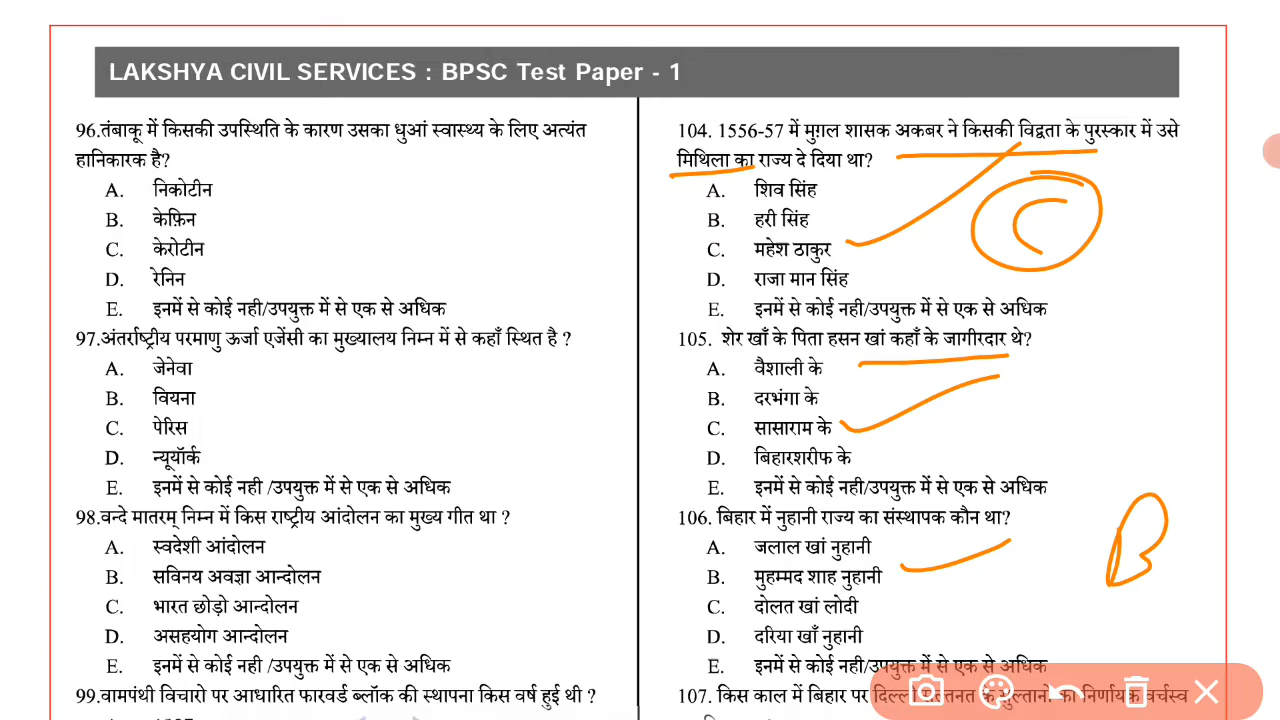 LAKSHYA CIVIL SERVICES : BPSC Test Paper - 1
96.तंबाकू में किसकी उपस्थिति के कारण उसका धुआं स्वास्थ्य के लिए अत्यंत
हानिकारक है?
A. निकोटीन
B. केफ़िन
C. केरोटीन
D. रेनिन
E. इनमें से कोई नही/उपयुक्त में से एक से अधिक
97.अंतर्राष्ट्रीय परमाणु ऊर्जा एजेंसी का मुख्यालय निम्न में से कहाँ स्थित है ?
A. जेनेवा
B. वियना
C. पेरिस
D. न्यूयॉर्क
E. इनमें से कोई नही /उपयुक्त में से एक से अधिक
98.वन्दे मातरम् निम्न में किस राष्ट्रीय आंदोलन का मुख्य गीत था ?
A. स्वदेशी आंदोलन
B. सविनय अवज्ञा आन्दोलन
C. भारत छोड़ो आन्दोलन
D. असहयोग आन्दोलन
E. इनमें से कोई नही /उपयुक्त में से एक से अधिक
99.वामपंथी विचारो पर आधारित फारवर्ड ब्लॉक की स्थापना किस वर्ष हुई थी ?
104. 1556-57 में मुग़ल शासक अकबर ने किसकी विद्वता के पुरस्कार में उसे
मिथिला का राज्य दे दिया था?
A. शिव सिंह
B. हरी सिंह
C. महेश ठाकुर
D. राजा मान सिंह
E. इनमें से कोई नही/उपयुक्त में से एक से अधिक
C
105. शेर खाँ के पिता हसन खां कहाँ के जागीरदार थे?
A. वैशाली के
B. दरभंगा के
C. सासाराम के
D. बिहारशरीफ के
E. इनमें से कोई नही/उपयुक्त में से एक से अधिक
106. बिहार में नुहानी राज्य का संस्थापक कौन था?
A. जलाल खां नुहानी
B. मुहम्मद शाह नुहानी
C. दोलत खां लोदी
D. दरिया खाँ नुहानी
E. इनमें से कोई नही/उपयुक्त में से एक से अधिक
B
107. किस काल में बिहार पर दिल्ली सल्तनत के सुल्तानो का निर्णायक वर्चस्व